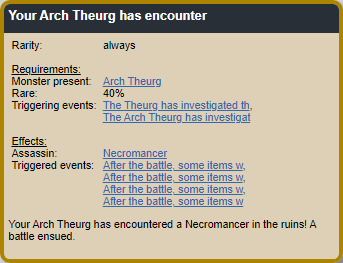 Your Arch Theurg has encounter
Rarity: always
Requirements:
Monster present: Arch Theurg
Rare: 40%
Triggering events: The Theurg has investigated th,
The Arch Theurg has investigat
Effects:
Assassin: Necromancer
Triggered events: After the battle, some items w,
After the battle, some items w,
After the battle, some items w,
After the battle, some items w
Your Arch Theurg has encountered a Necromancer in the ruins! A
battle ensued.